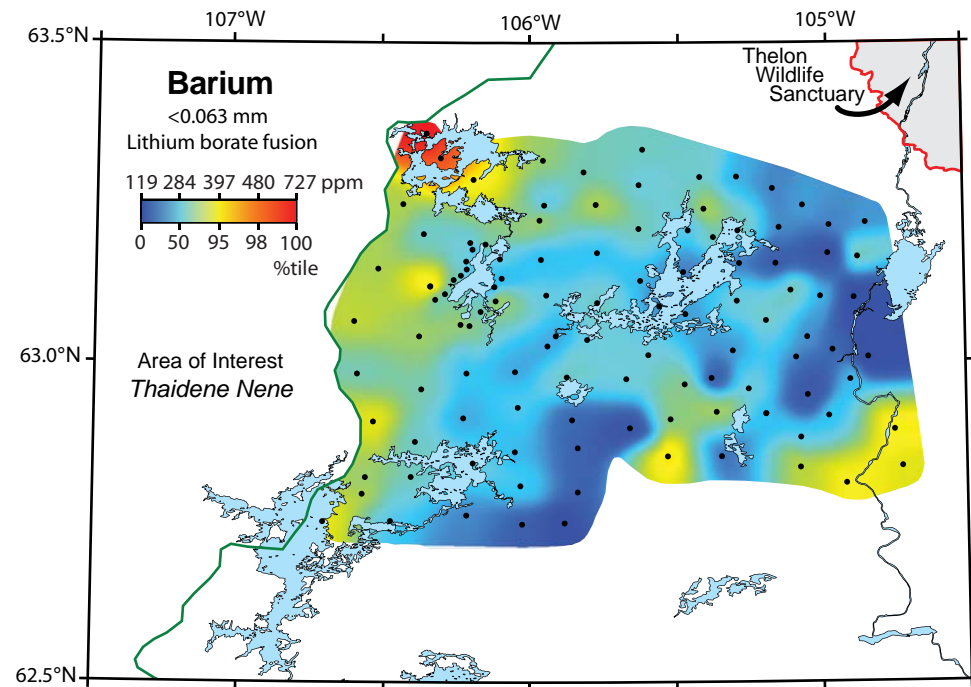 107°W
106°W
105°W
63.5°N
Barium
<0.063 mm
Lithium borate fusion
119 284 397 480 727 ppm
0 50 95 98 100
%tile
Thelon
Wildlife
Sanctuary
63.0°N
Area of Interest
Thaidene Nene
62.5°N